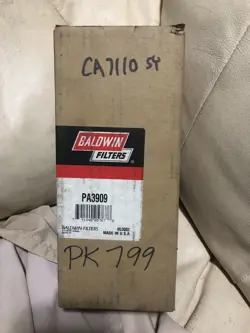 CA7110 SY
BALDWIN
FILTERS
PA3909
BALDWIN FILTERS
MADE IN U.S.A.
PK 799